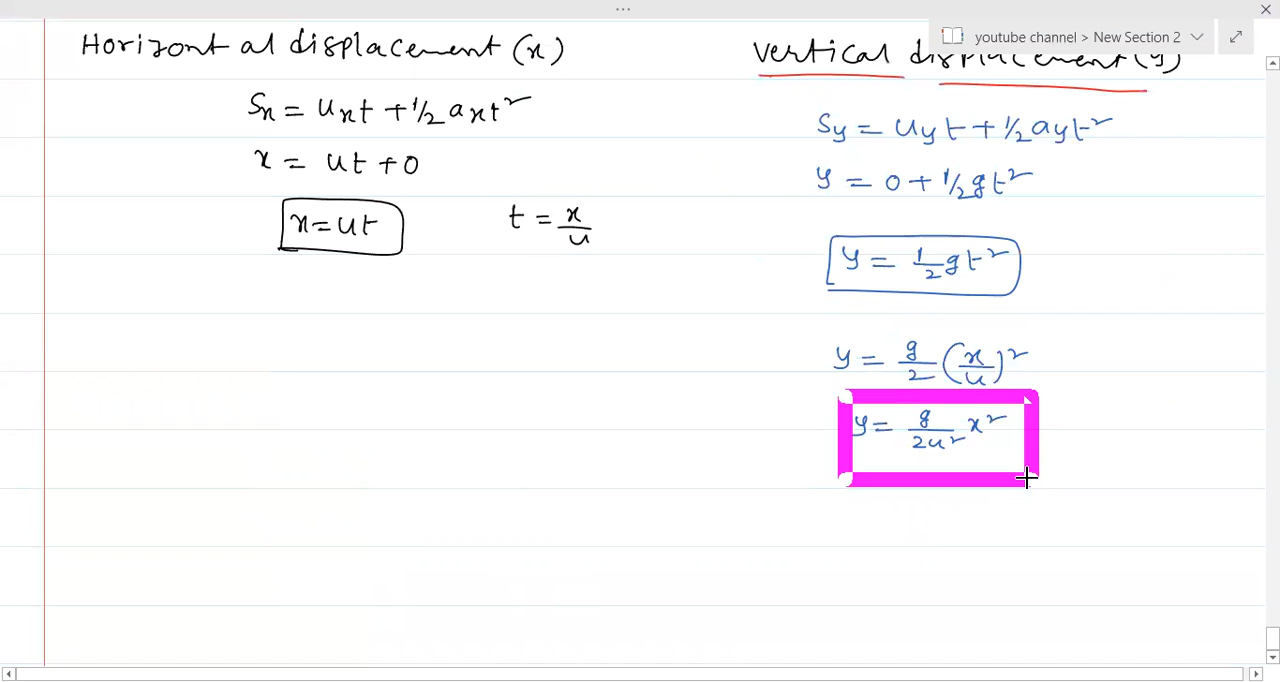 ...
youtube channel > New Section 2
Horizontal displacement (x)
Sx = uxt + 1/2 axt²
x = ut + 0
x = ut
t = x/u
vertical displacement (y)
Sy = uyt + 1/2 ayt²
y = 0 + 1/2 gt²
y = 1/2 gt²
y = g/2 (x/u)²
y = g/2u² x²